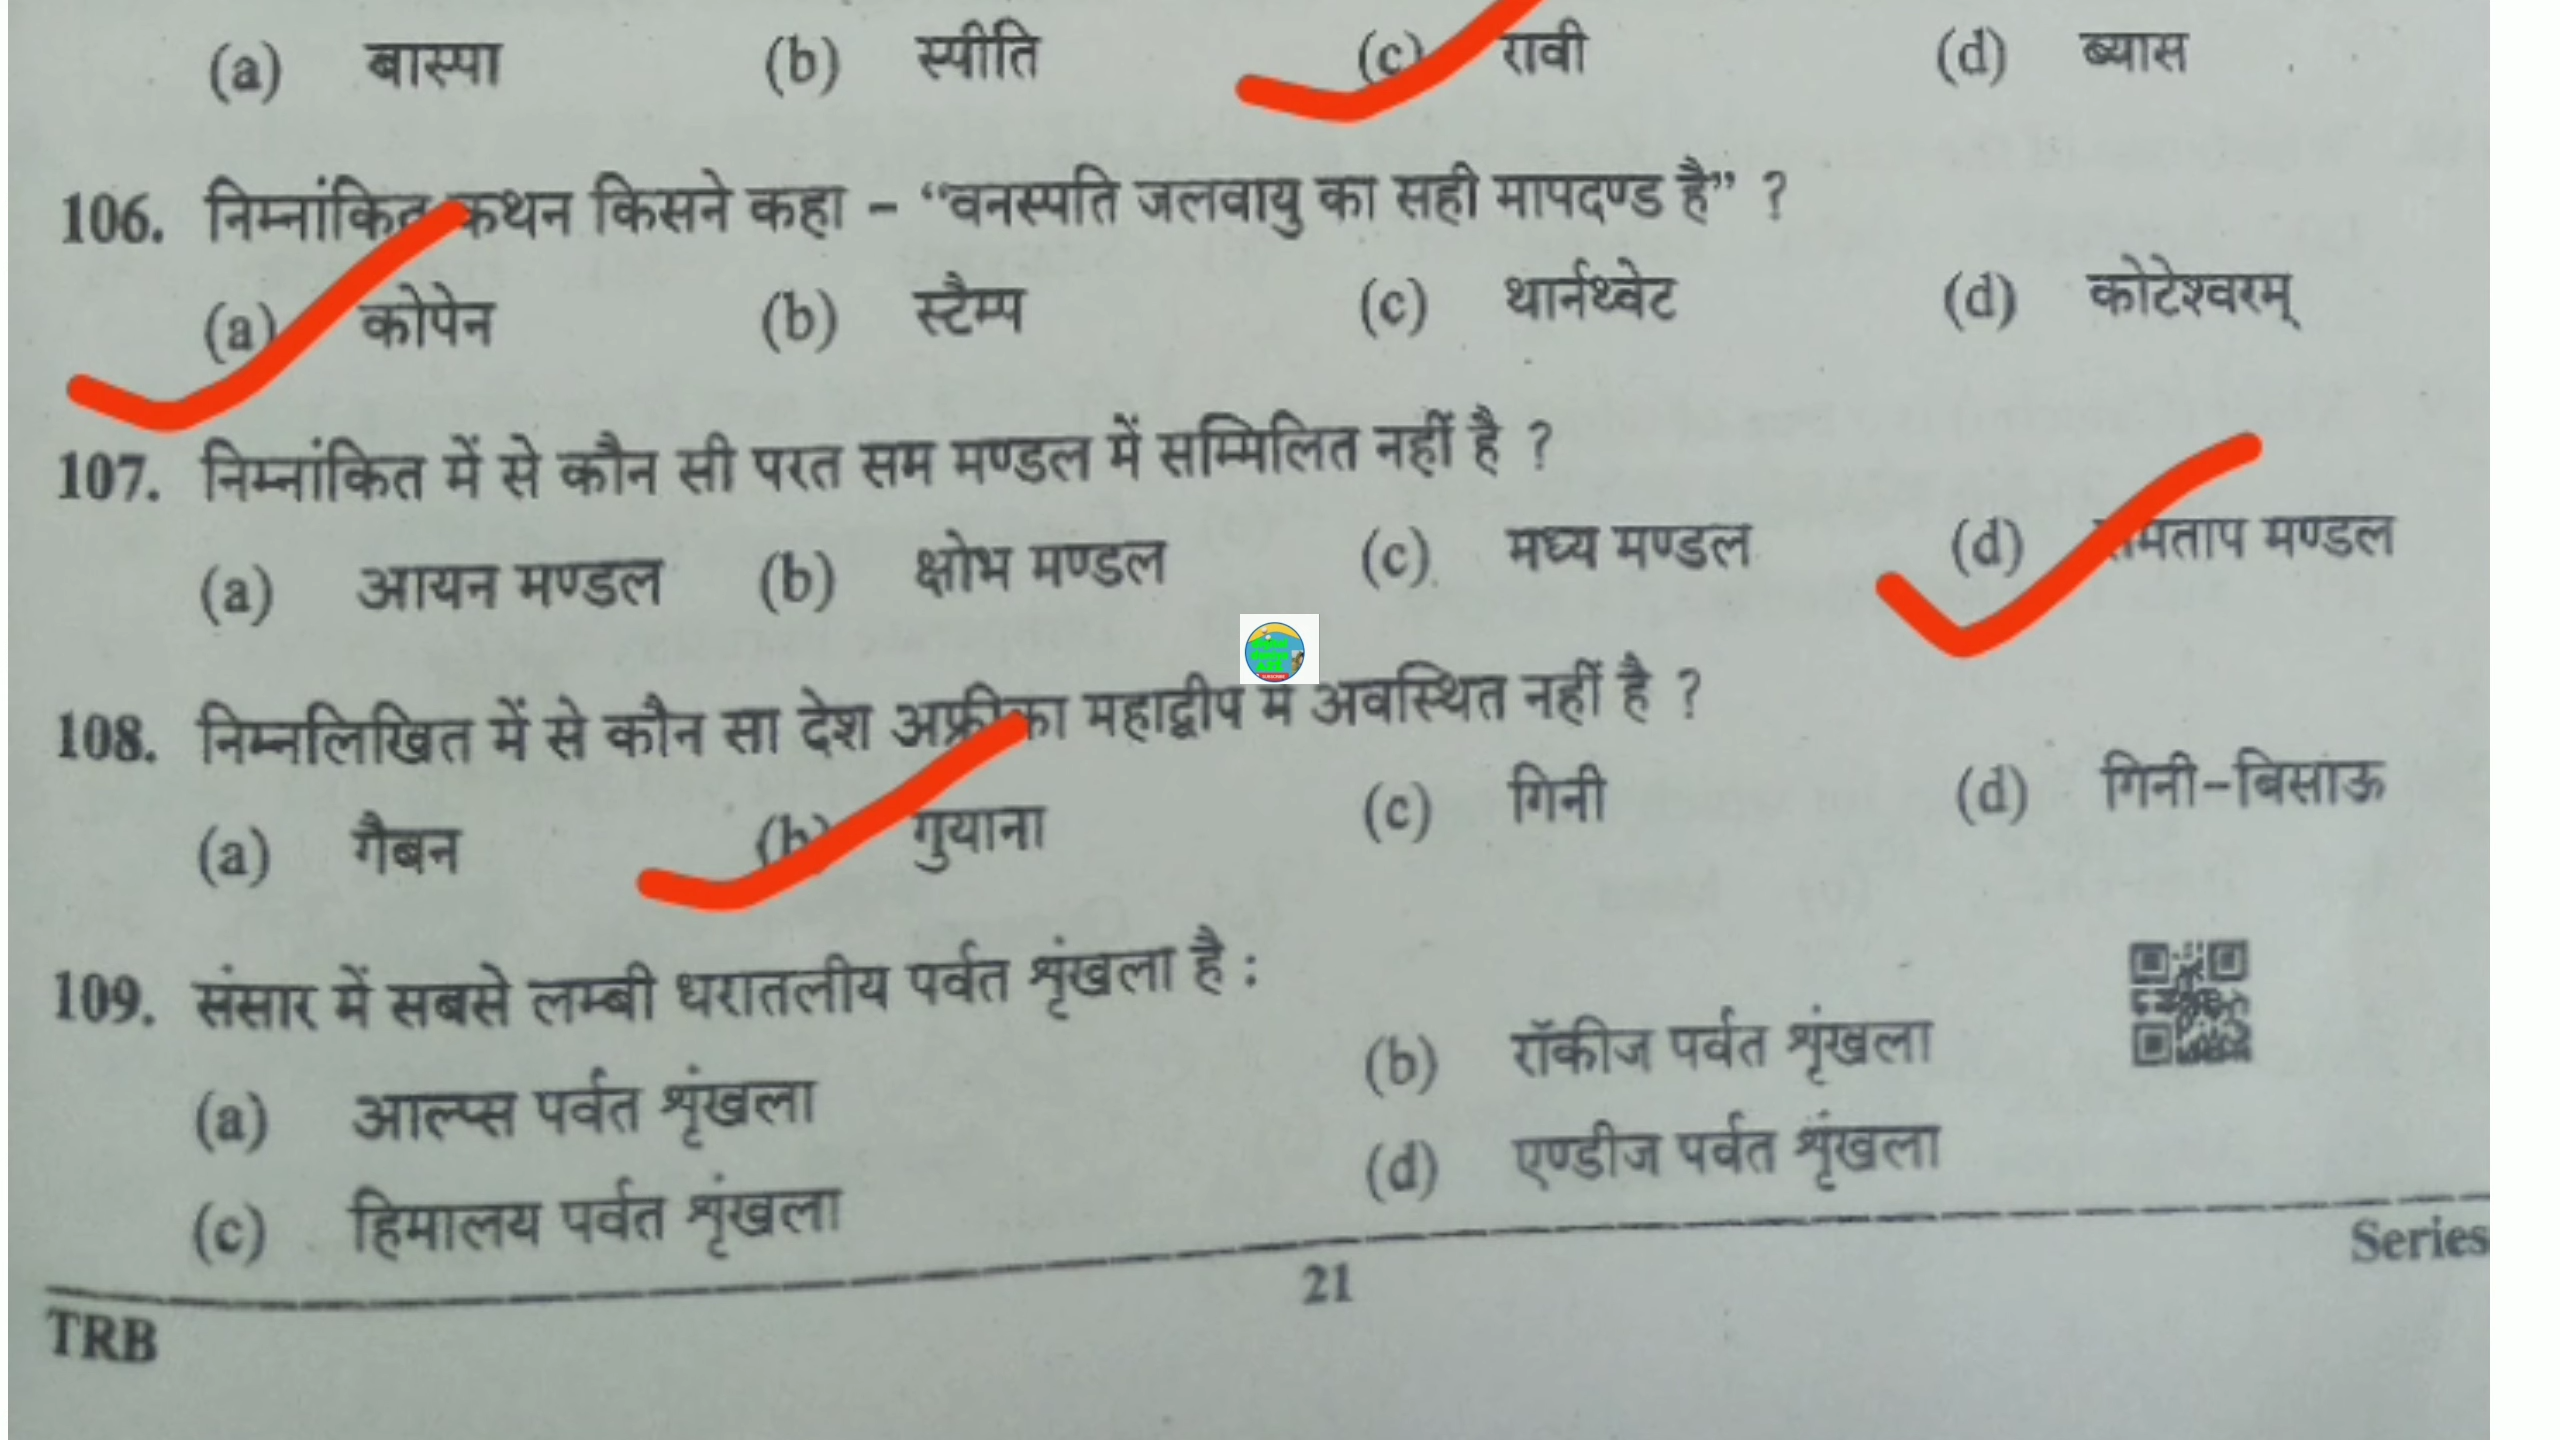 (a) बास्पा (b) स्पीति (c) रावी (d) ब्यास
106. निम्नांकित कथन किसने कहा – “वनस्पति जलवायु का सही मापदण्ड है” ?
(a) कोपेन (b) स्टैम्प (c) थार्नथ्वेट (d) कोटेश्वरम्
107. निम्नांकित में से कौन सी परत सम मण्डल में सम्मिलित नहीं है ?
(a) आयन मण्डल (b) क्षोभ मण्डल (c) मध्य मण्डल (d) समताप मण्डल
108. निम्नलिखित में से कौन सा देश अफ्रीका महाद्वीप में अवस्थित नहीं है ?
(a) गैबन (b) गुयाना (c) गिनी (d) गिनी-बिसाऊ
109. संसार में सबसे लम्बी धरातलीय पर्वत शृंखला है :
(a) आल्प्स पर्वत शृंखला (b) रॉकीज पर्वत शृंखला
(c) हिमालय पर्वत शृंखला (d) एण्डीज पर्वत शृंखला
TRB 21 Series